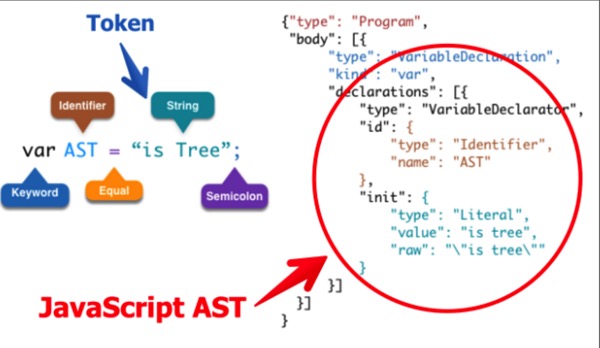 Token
Identifier
String
var AST = “is Tree”;
Keyword
Equal
Semicolon
JavaScript AST
{"type": "Program",
"body": [{
"type": "VariableDeclaration",
"kind": "var",
"declarations": [{
"type": "VariableDeclarator",
"id": {
"type": "Identifier",
"name": "AST"
},
"init": {
"type": "Literal",
"value": "is tree",
"raw": "\"is tree\""
}
}]
}]
}